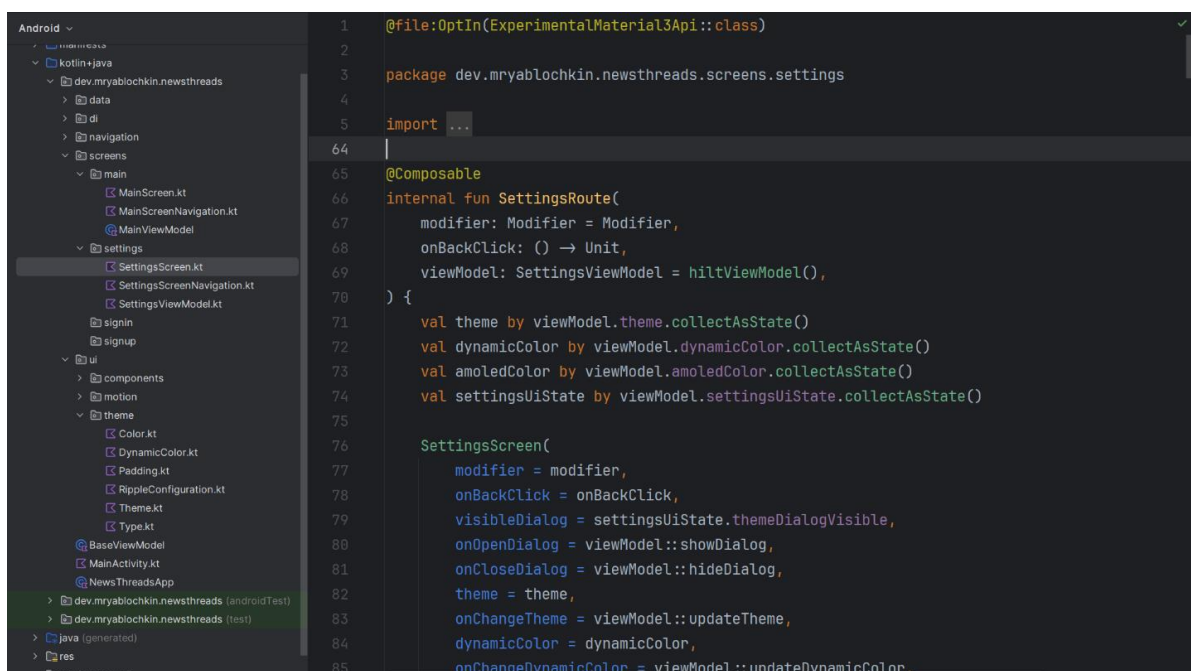 Android
manifests
kotlin+java
dev.mryablochkin.newsthreads
data
di
navigation
screens
main
MainScreen.kt
MainScreenNavigation.kt
MainViewModel
settings
SettingsScreen.kt
SettingsScreenNavigation.kt
SettingsViewModel.kt
signin
signup
ui
components
motion
theme
Color.kt
DynamicColor.kt
Padding.kt
RippleConfiguration.kt
Theme.kt
Type.kt
BaseViewModel
MainActivity.kt
NewsThreadsApp
dev.mryablochkin.newsthreads (androidTest)
dev.mryablochkin.newsthreads (test)
java (generated)
res
1 @file:OptIn(ExperimentalMaterial3Api::class)
2
3 package dev.mryablochkin.newsthreads.screens.settings
4
5 import ...
64
65 @Composable
66 internal fun SettingsRoute(
67 modifier: Modifier = Modifier,
68 onBackClick: () → Unit,
69 viewModel: SettingsViewModel = hiltViewModel(),
70 ) {
71 val theme by viewModel.theme.collectAsState()
72 val dynamicColor by viewModel.dynamicColor.collectAsState()
73 val amoledColor by viewModel.amoledColor.collectAsState()
74 val settingsUiState by viewModel.settingsUiState.collectAsState()
75
76 SettingsScreen(
77 modifier = modifier,
78 onBackClick = onBackClick,
79 visibleDialog = settingsUiState.themeDialogVisible,
80 onOpenDialog = viewModel::showDialog,
81 onCloseDialog = viewModel::hideDialog,
82 theme = theme,
83 onChangeTheme = viewModel::updateTheme,
84 dynamicColor = dynamicColor,
85 onChangeDynamicColor = viewModel::updateDynamicColor,